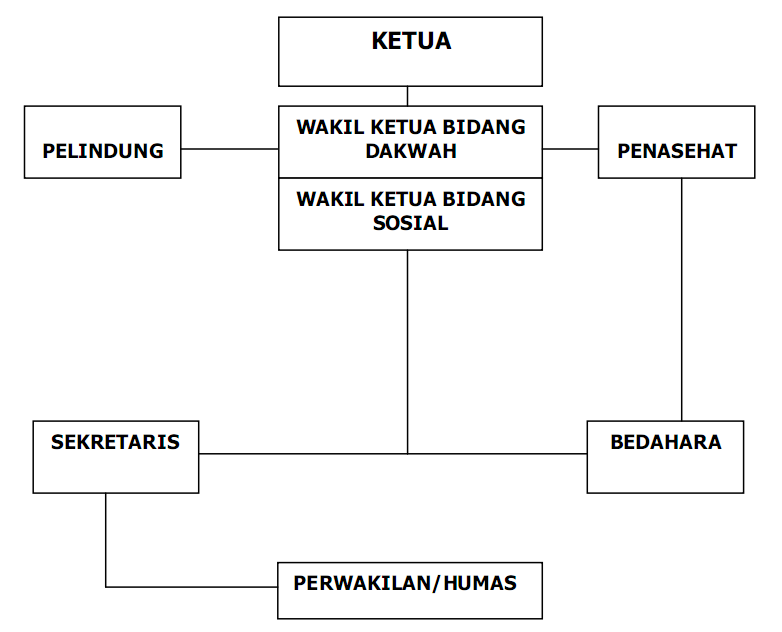 KETUA
PELINDUNG
WAKIL KETUA BIDANG
DAKWAH
PENASEHAT
WAKIL KETUA BIDANG
SOSIAL
SEKRETARIS
BEDAHARA
PERWAKILAN/HUMAS